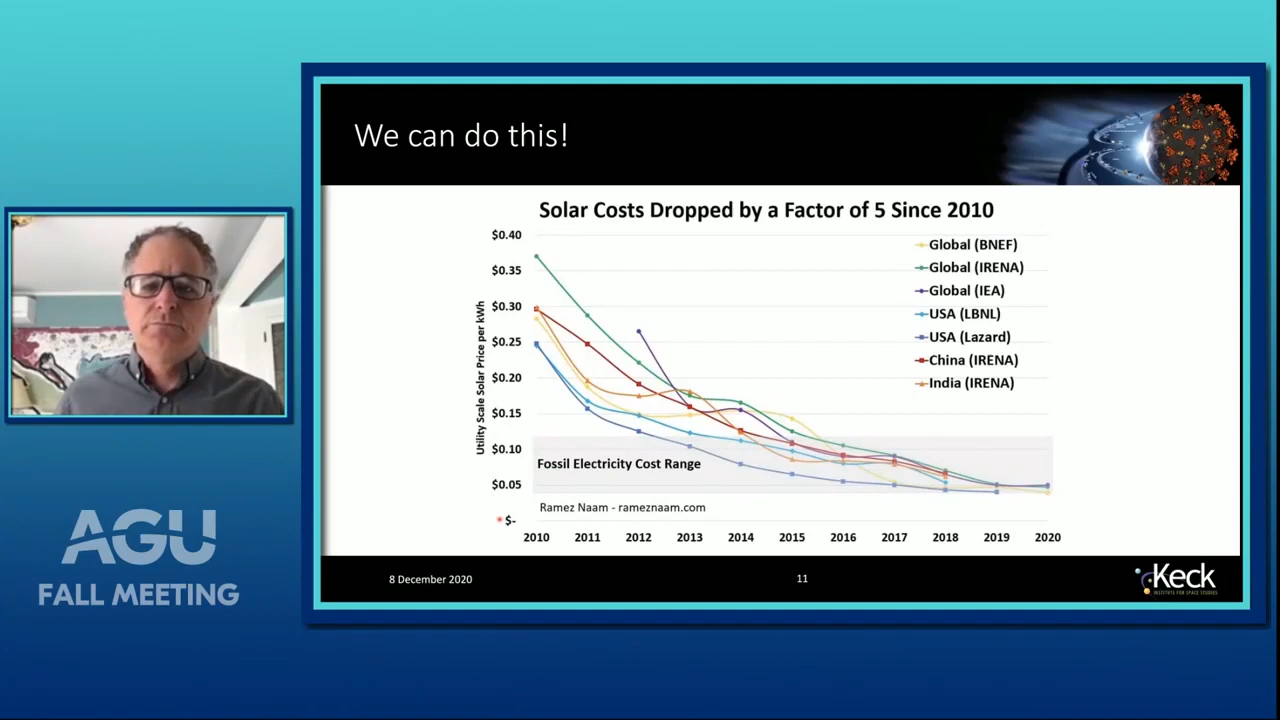 We can do this!
Solar Costs Dropped by a Factor of 5 Since 2010
Utility Scale Solar Price per kWh
$0.40
$0.35
$0.30
$0.25
$0.20
$0.15
$0.10
$0.05
$-
Global (BNEF)
Global (IRENA)
Global (IEA)
USA (LBNL)
USA (Lazard)
China (IRENA)
India (IRENA)
Fossil Electricity Cost Range
Ramez Naam - rameznaam.com
2010 2011 2012 2013 2014 2015 2016 2017 2018 2019 2020
8 December 2020
11
Keck
INSTITUTE FOR SPACE STUDIES
AGU
FALL MEETING